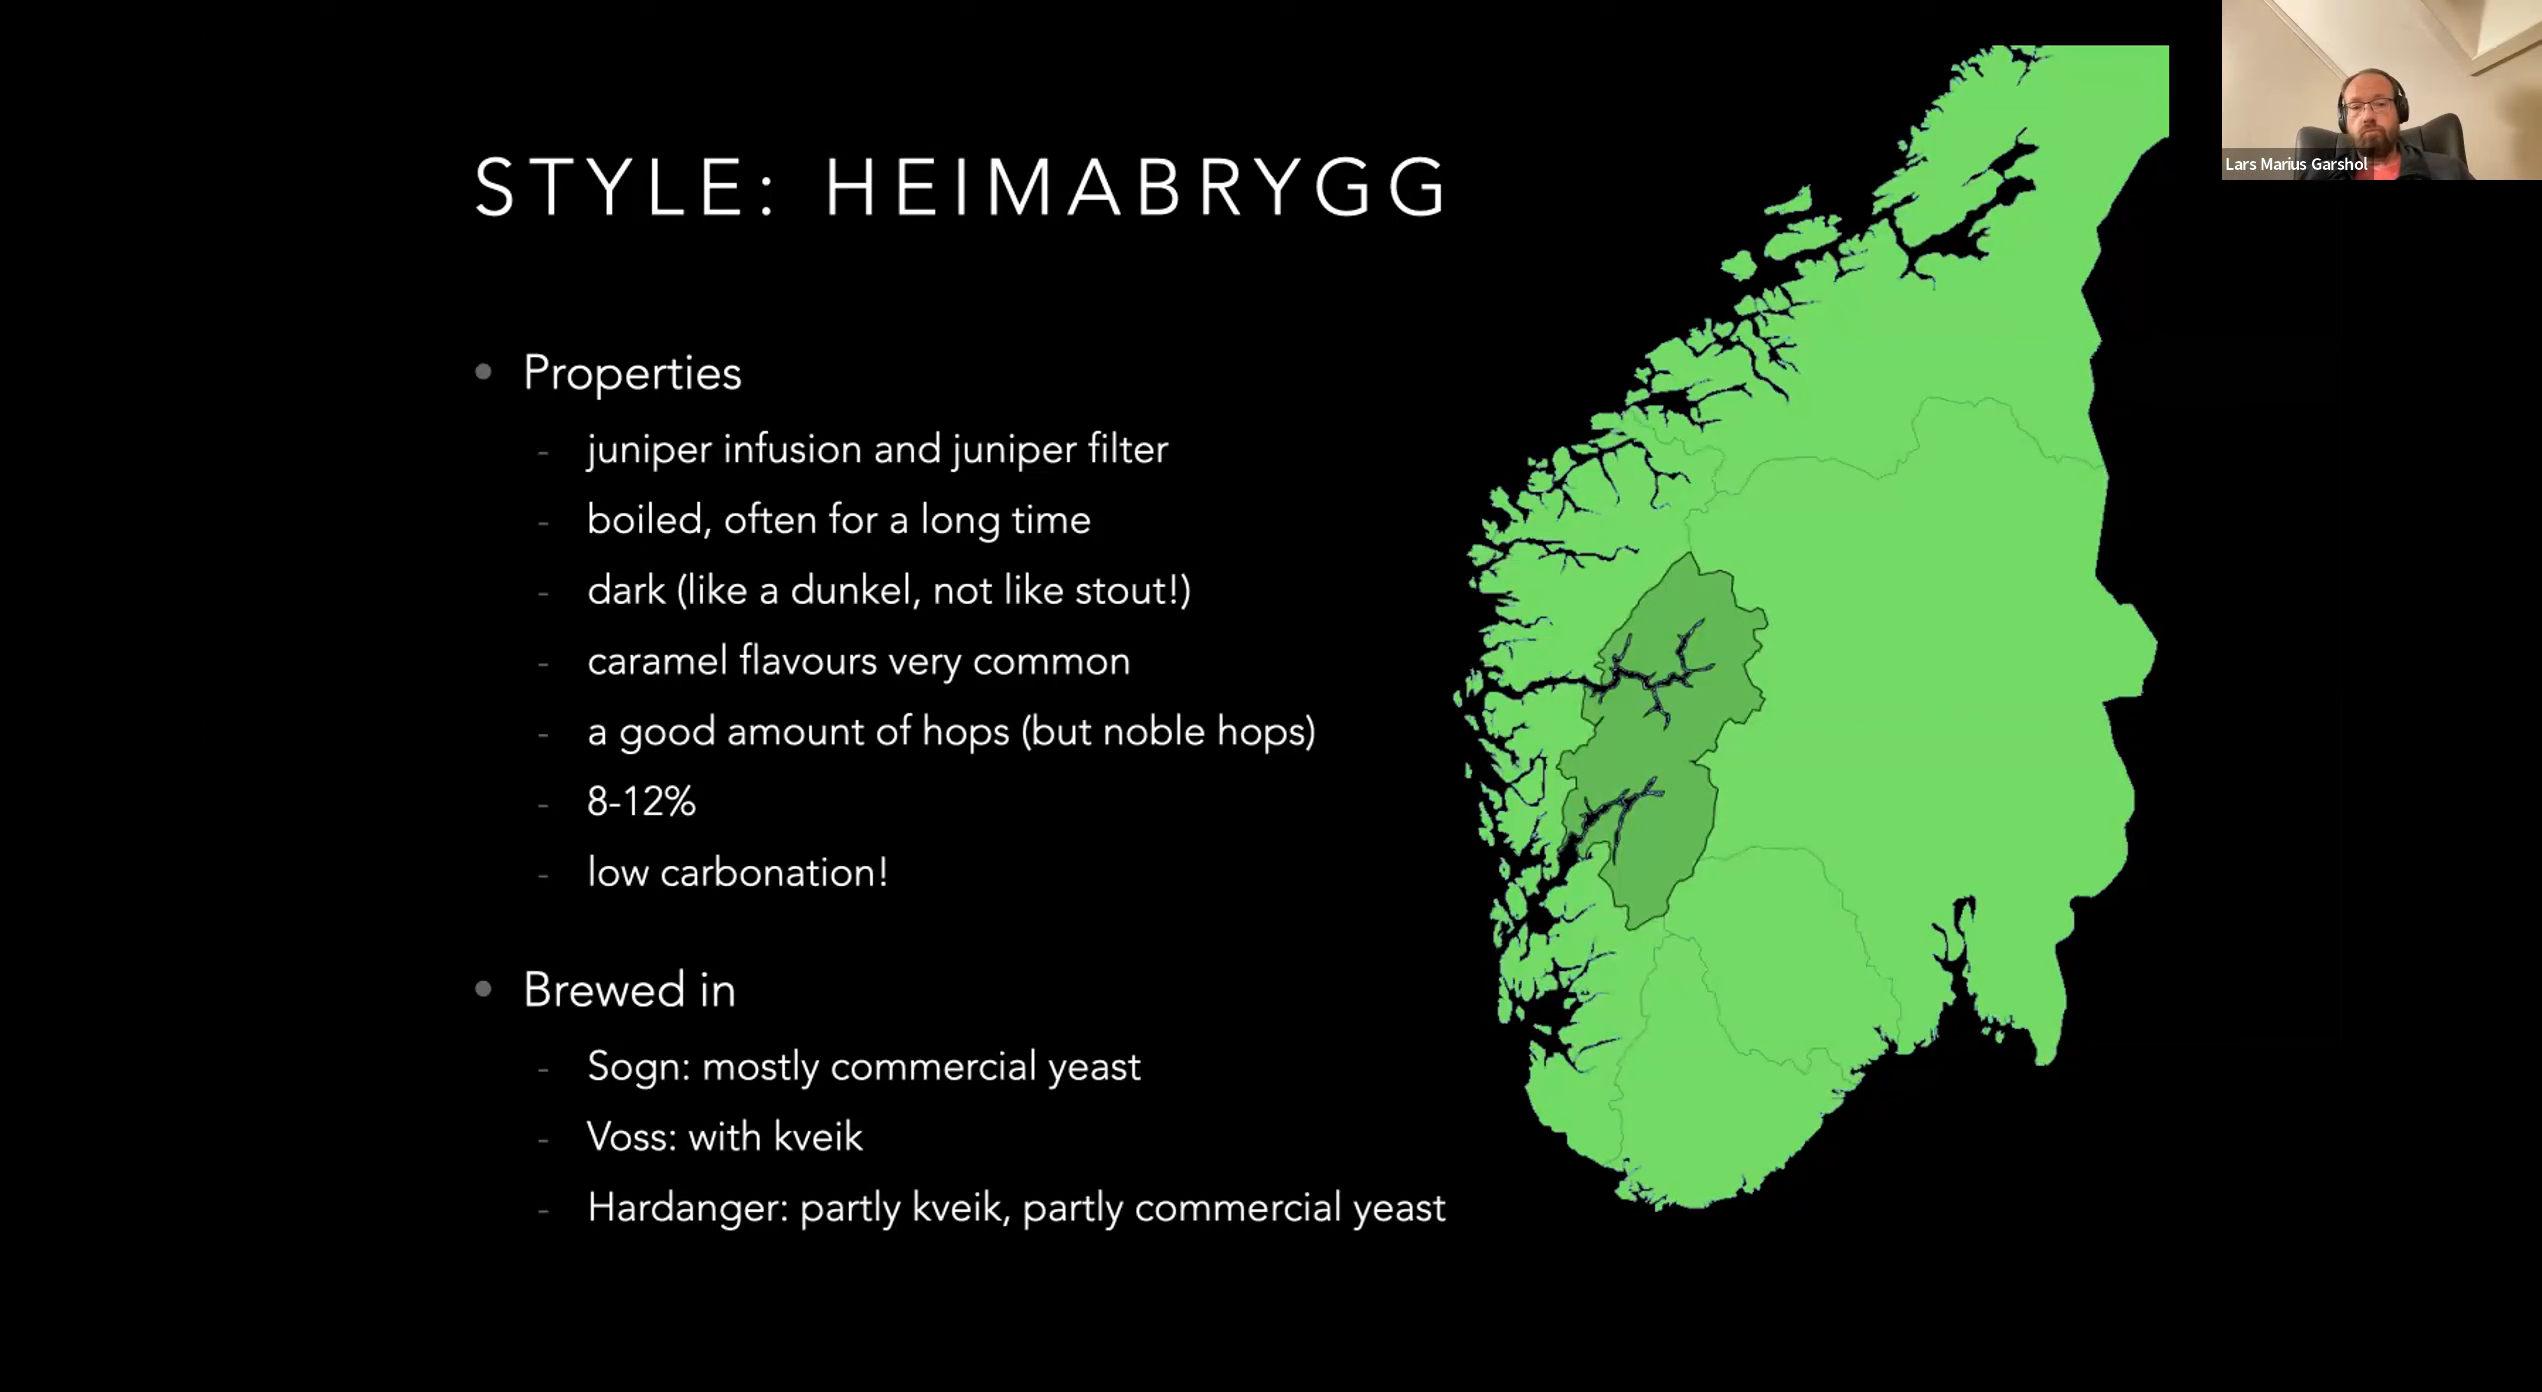 STYLE: HEIMABRYGG
Lars Marius Garshol
• Properties
- juniper infusion and juniper filter
- boiled, often for a long time
- dark (like a dunkel, not like stout!)
- caramel flavours very common
- a good amount of hops (but noble hops)
- 8-12%
- low carbonation!
• Brewed in
- Sogn: mostly commercial yeast
- Voss: with kveik
- Hardanger: partly kveik, partly commercial yeast